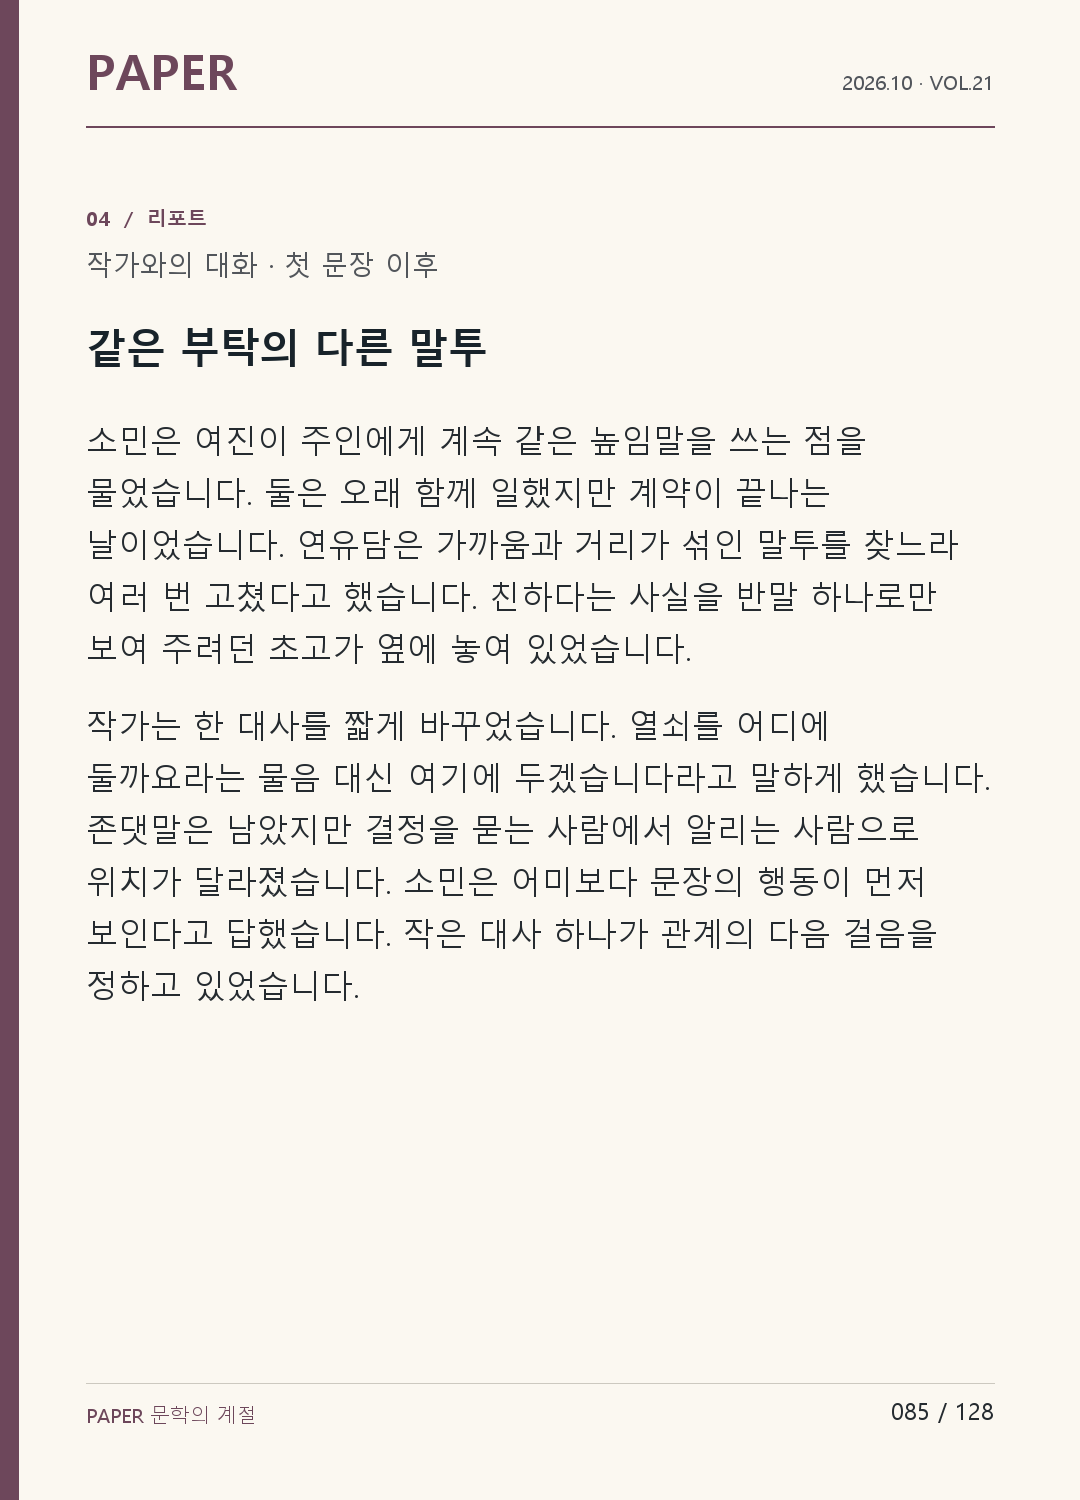 PAPER
2026.10 · VOL.21
04 / 리포트
작가와의 대화 · 첫 문장 이후
같은 부탁의 다른 말투
소민은 여진이 주인에게 계속 같은 높임말을 쓰는 점을
물었습니다. 둘은 오래 함께 일했지만 계약이 끝나는
날이었습니다. 연유담은 가까움과 거리가 섞인 말투를 찾느라
여러 번 고쳤다고 했습니다. 친하다는 사실을 반말 하나로만
보여 주려던 초고가 옆에 놓여 있었습니다.
작가는 한 대사를 짧게 바꾸었습니다. 열쇠를 어디에
둘까요라는 물음 대신 여기에 두겠습니다라고 말하게 했습니다.
존댓말은 남았지만 결정을 묻는 사람에서 알리는 사람으로
위치가 달라졌습니다. 소민은 어미보다 문장의 행동이 먼저
보인다고 답했습니다. 작은 대사 하나가 관계의 다음 걸음을
정하고 있었습니다.
PAPER 문학의 계절
085 / 128